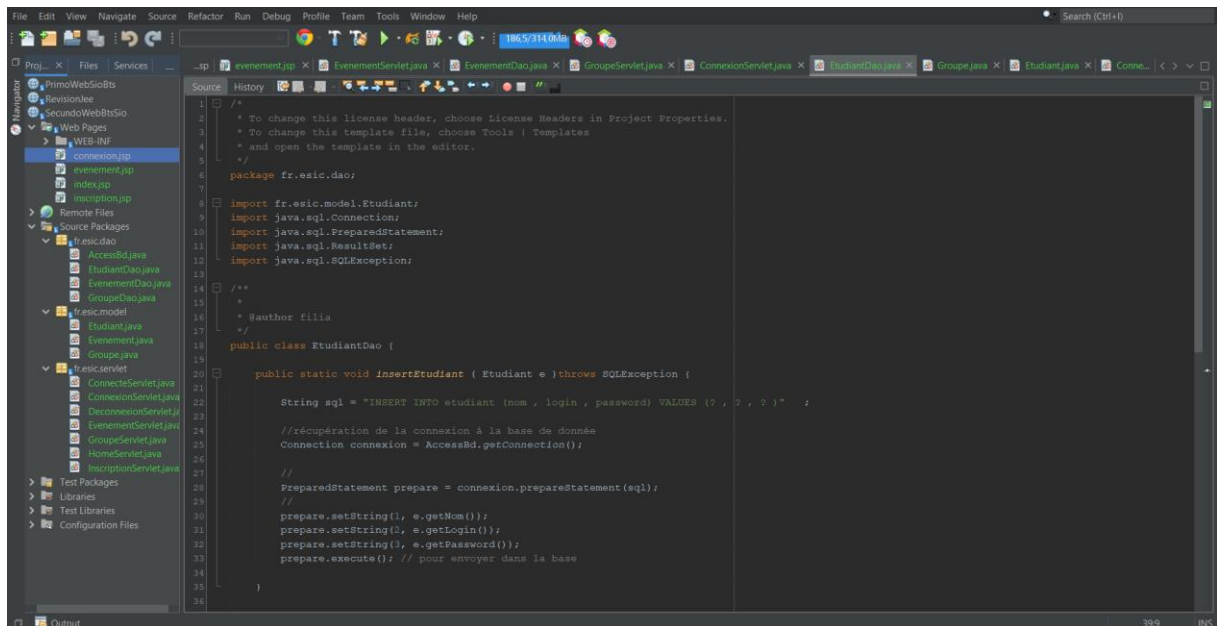 File Edit View Navigate Source Refactor Run Debug Profile Team Tools Window Help
Search (Ctrl+I)
186,5/314,0MB
Proj... × Files Services
...sp evenement.jsp × EvenementServlet.java × EvenementDao.java × GroupeServlet.java × ConnexionServlet.java × EtudiantDao.java × Groupe.java × Etudiant.java × Conne...
Navigator
PrimoWebSioBts
RevisionJee
SecundoWebBtsSio
Web Pages
WEB-INF
connexion.jsp
evenement.jsp
index.jsp
inscription.jsp
Remote Files
Source Packages
fr.esic.dao
AccessBd.java
EtudiantDao.java
EvenementDao.java
GroupeDao.java
fr.esic.model
Etudiant.java
Evenement.java
Groupe.java
fr.esic.servlet
ConnecteServlet.java
ConnexionServlet.java
DeconnexionServlet.ja
EvenementServlet.java
GroupeServlet.java
HomeServlet.java
InscriptionServlet.java
Test Packages
Libraries
Test Libraries
Configuration Files
Source History
1 /*
2 * To change this license header, choose License Headers in Project Properties.
3 * To change this template file, choose Tools | Templates
4 * and open the template in the editor.
5 */
6 package fr.esic.dao;
7
8 import fr.esic.model.Etudiant;
9 import java.sql.Connection;
10 import java.sql.PreparedStatement;
11 import java.sql.ResultSet;
12 import java.sql.SQLException;
13
14 /**
15 *
16 * @author filia
17 */
18 public class EtudiantDao {
19
20 public static void insertEtudiant ( Etudiant e )throws SQLException {
21
22 String sql = "INSERT INTO etudiant (nom , login , password) VALUES (? , ? , ? )" ;
23
24 //récupération de la connexion à la base de donnée
25 Connection connexion = AccessBd.getConnection();
26
27 //
28 PreparedStatement prepare = connexion.prepareStatement(sql);
29 //
30 prepare.setString(1, e.getNom());
31 prepare.setString(2, e.getLogin());
32 prepare.setString(3, e.getPassword());
33 prepare.execute(); // pour envoyer dans la base
34
35 }
36
Output
39:9 INS